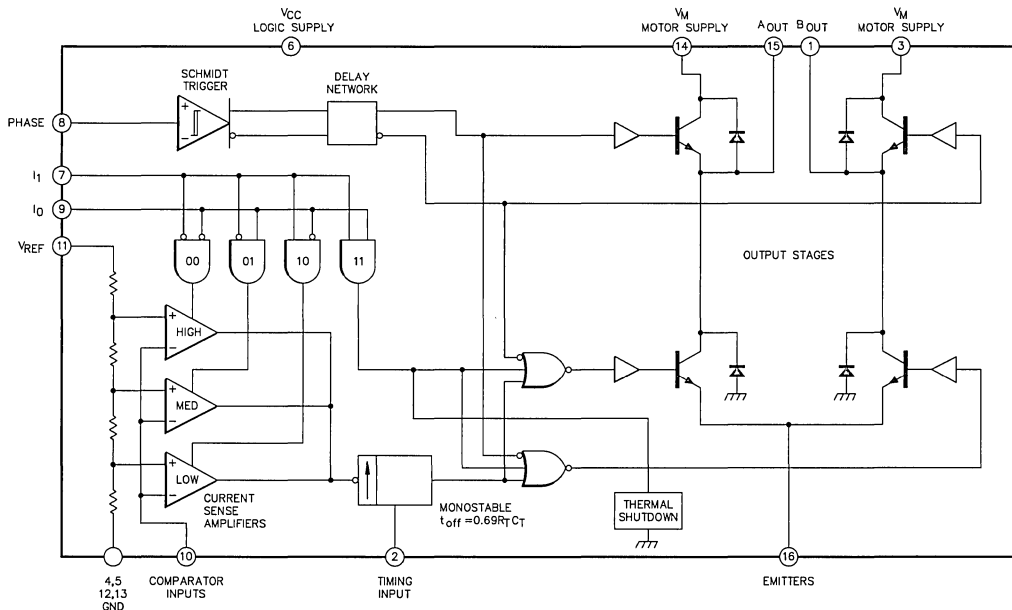 VCC
LOGIC SUPPLY
6
VM
MOTOR SUPPLY
14
AOUT
15
BOUT
1
VM
MOTOR SUPPLY
3
SCHMIDT
TRIGGER
DELAY
NETWORK
PHASE
8
I1
7
I0
9
VREF
11
00
01
10
11
OUTPUT STAGES
+
−
HIGH
+
−
MED
+
−
LOW
+
−
CURRENT
SENSE
AMPLIFIERS
MONOSTABLE
toff=0.69RTCT
THERMAL
SHUTDOWN
4,5
12,13
GND
10
COMPARATOR
INPUTS
2
TIMING
INPUT
16
EMITTERS